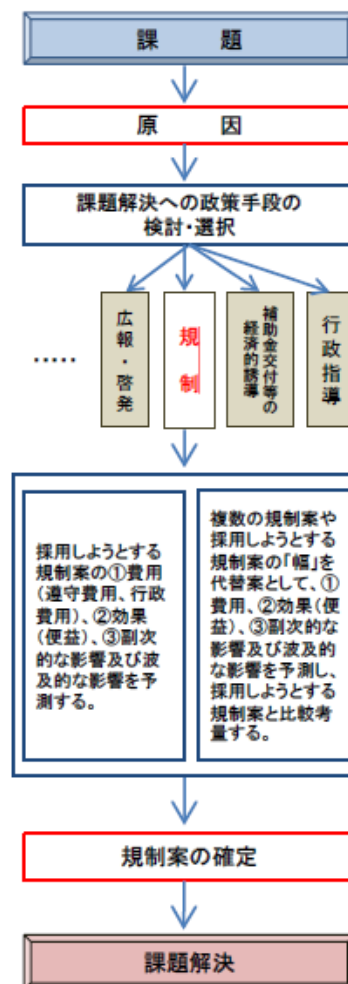 課 題
原 因
課題解決への政策手段の
検討・選択
‥‥‥
広報・啓発
規制
補助金交付等の
経済的誘導
行政指導
採用しようとする
規制案の①費用
(遵守費用、行政
費用)、②効果
(便益)、③副次
的な影響及び波
及的な影響を予
測する。
複数の規制案や
採用しようとする
規制案の「幅」を
代替案として、①
費用、②効果(便
益)、③副次的な
影響及び波及的
な影響を予測し、
採用しようとする
規制案と比較考
量する。
規制案の確定
課題解決